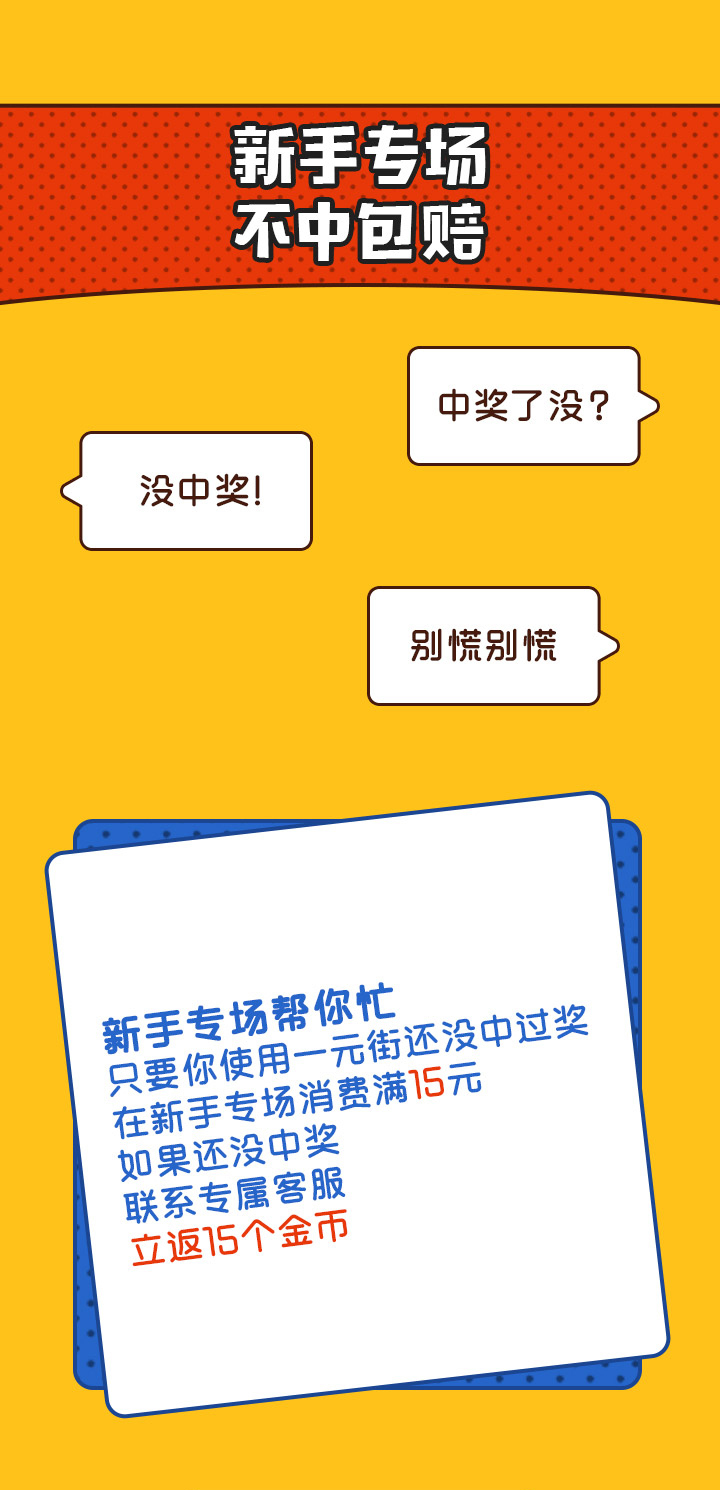 新手专场
不中包赔
中奖了没?
没中奖!
别慌别慌
新手专场帮你忙
只要你使用一元街还没中过奖
在新手专场消费满15元
如果还没中奖
联系专属客服
立返15个金币